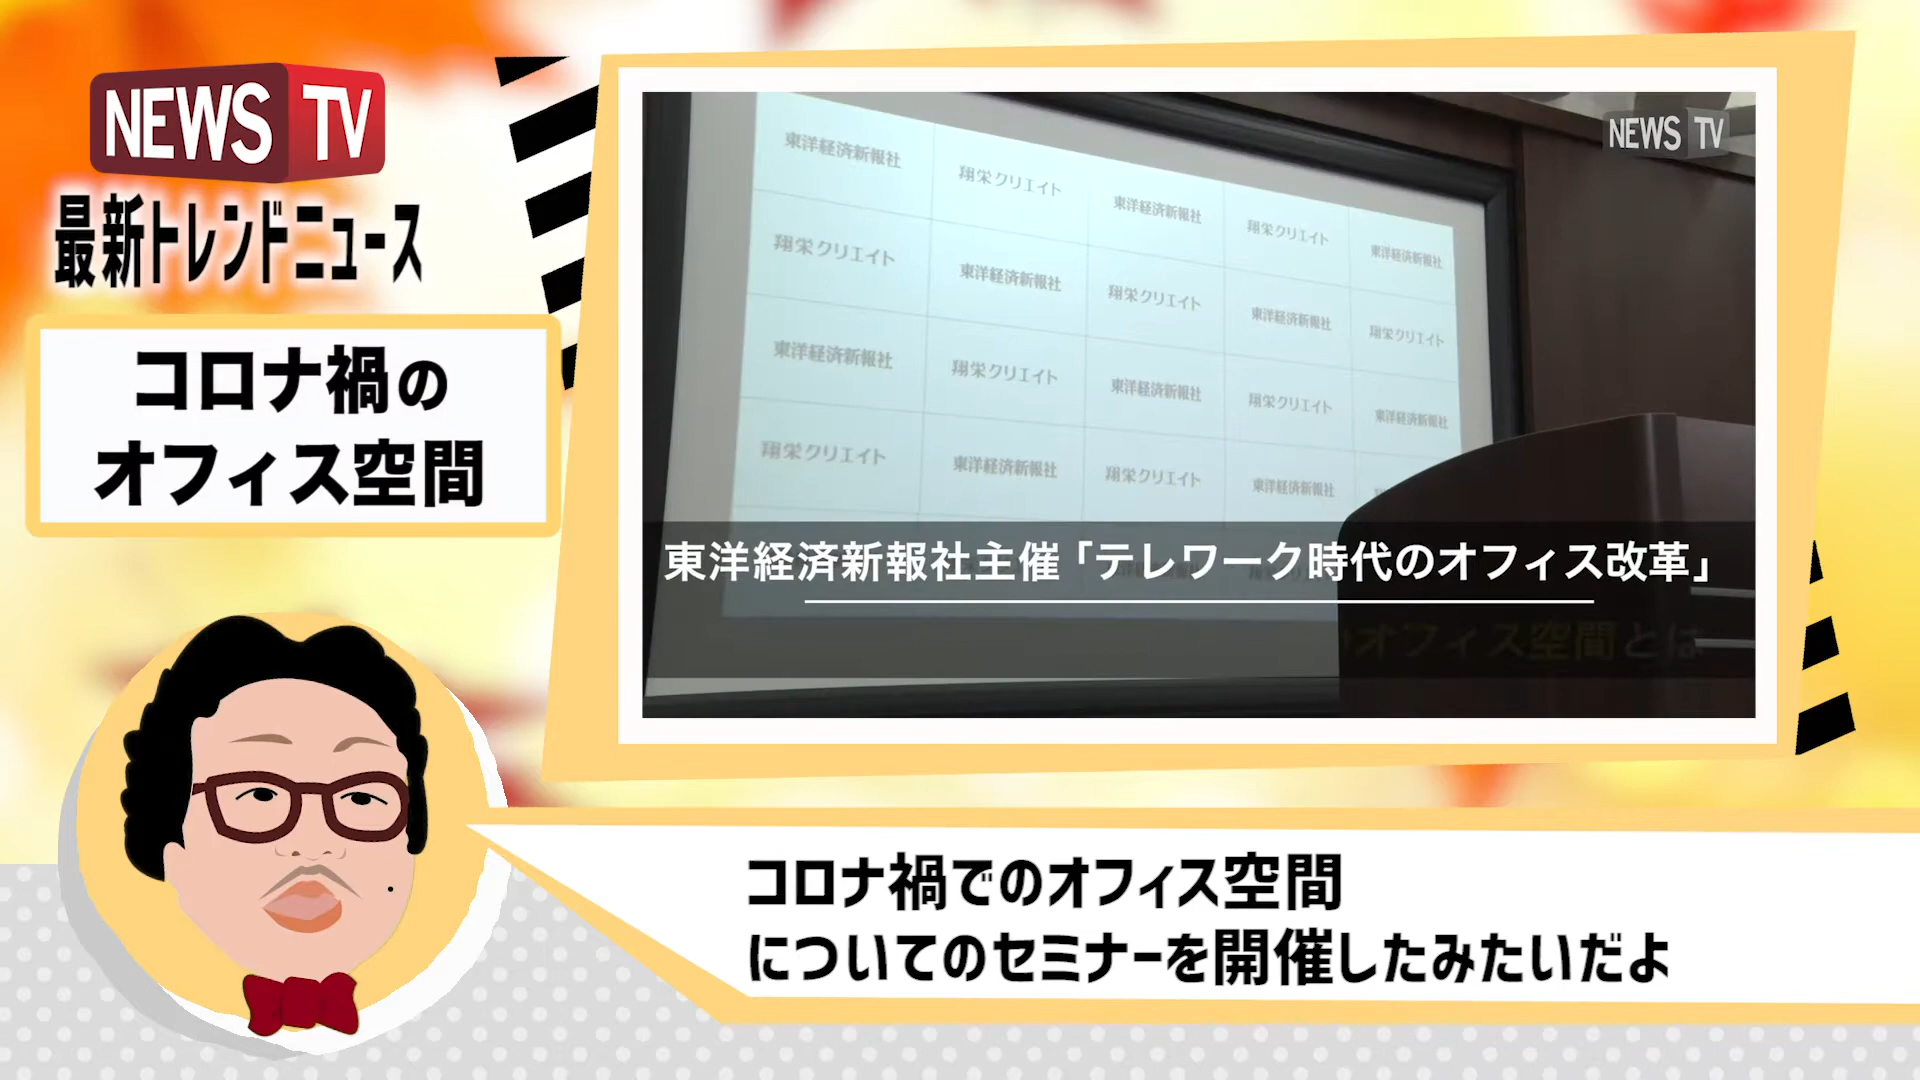 NEWS TV
最新トレンドニュース
コロナ禍の
オフィス空間
NEWS TV
東洋経済新報社 翔栄クリエイト 東洋経済新報社 翔栄クリエイト 東洋経済新報社
翔栄クリエイト 東洋経済新報社 翔栄クリエイト 東洋経済新報社 翔栄クリエイト
東洋経済新報社 翔栄クリエイト 東洋経済新報社 翔栄クリエイト 東洋経済新報社
翔栄クリエイト 東洋経済新報社 翔栄クリエイト 東洋経済新報社
東洋経済新報社主催「テレワーク時代のオフィス改革」
のオフィス空間とは
コロナ禍でのオフィス空間
についてのセミナーを開催したみたいだよ